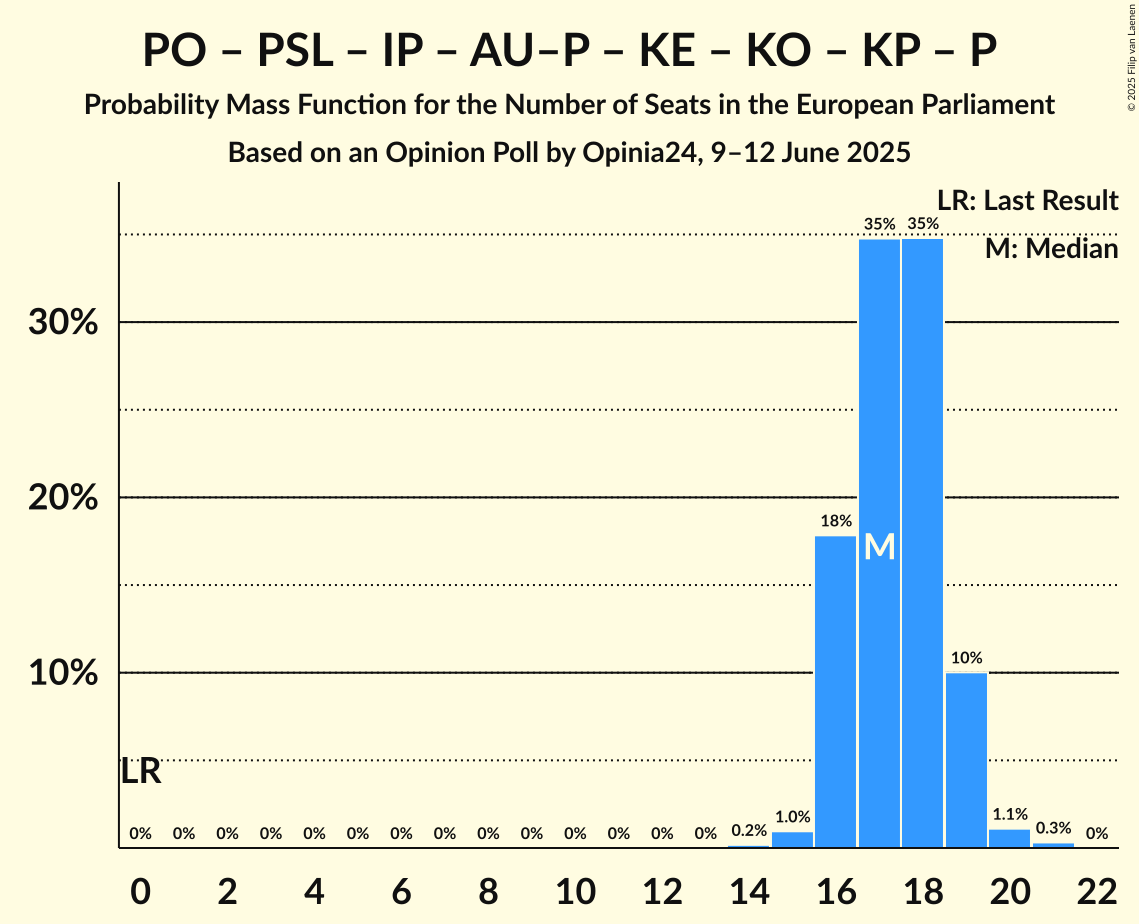 PO – PSL – IP – AU–P – KE – KO – KP – P
Probability Mass Function for the Number of Seats in the European Parliament
Based on an Opinion Poll by Opinia24, 9–12 June 2025
© 2025 Filip van Laenen
LR: Last Result
M: Median
35% 35%
30%
20%
18%
M
10%
10%
LR
0% 0% 0% 0% 0% 0% 0% 0% 0% 0% 0% 0% 0% 0% 0.2% 1.0% 1.1% 0.3% 0%
0 2 4 6 8 10 12 14 16 18 20 22